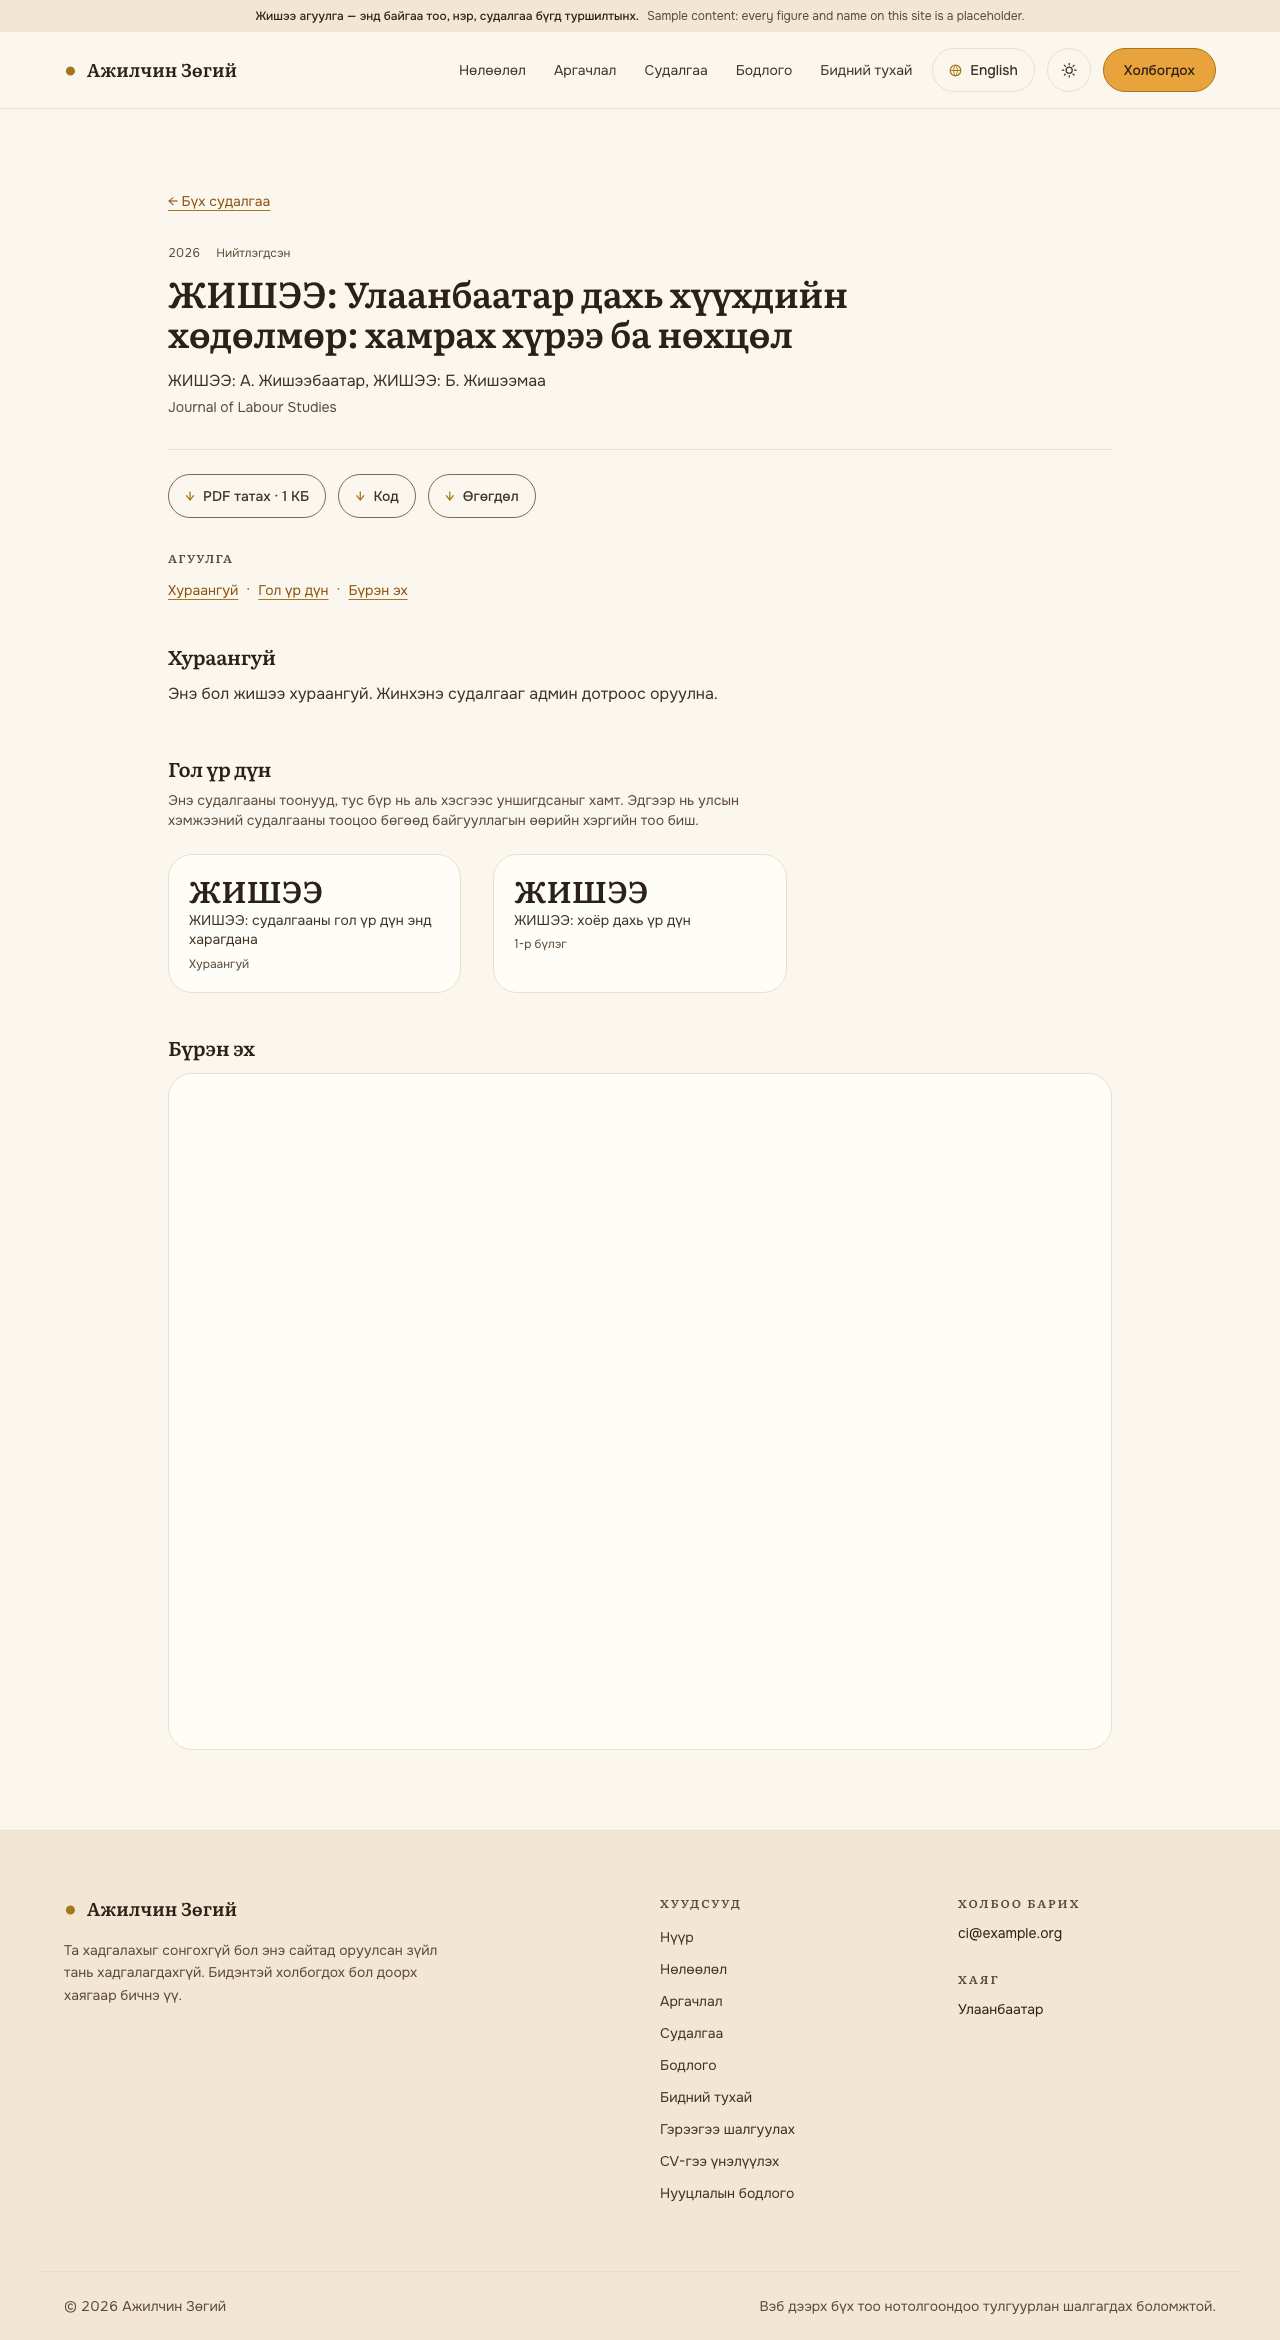 Жишээ агуулга — энд байгаа тоо, нэр, судалгаа бүгд туршилтынх. Sample content: every figure and name on this site is a placeholder.
Ажилчин Зөгий
Нөлөөлөл Аргачлал Судалгаа Бодлого Бидний тухай English Холбогдох
← Бүх судалгаа
2026 Нийтлэгдсэн
ЖИШЭЭ: Улаанбаатар дахь хүүхдийн
хөдөлмөр: хамрах хүрээ ба нөхцөл
ЖИШЭЭ: А. Жишээбаатар, ЖИШЭЭ: Б. Жишээмаа
Journal of Labour Studies
↓ PDF татах · 1 КБ ↓ Код ↓ Өгөгдөл
АГУУЛГА
Хураангуй · Гол үр дүн · Бүрэн эх
Хураангуй
Энэ бол жишээ хураангуй. Жинхэнэ судалгааг админ дотроос оруулна.
Гол үр дүн
Энэ судалгааны тоонууд, тус бүр нь аль хэсгээс уншигдсаныг хамт. Эдгээр нь улсын
хэмжээний судалгааны тооцоо бөгөөд байгууллагын өөрийн хэргийн тоо биш.
ЖИШЭЭ
ЖИШЭЭ: судалгааны гол үр дүн энд
харагдана
Хураангуй
ЖИШЭЭ
ЖИШЭЭ: хоёр дахь үр дүн
1-р бүлэг
Бүрэн эх
Ажилчин Зөгий
Та хадгалахыг сонгохгүй бол энэ сайтад оруулсан зүйл
тань хадгалагдахгүй. Бидэнтэй холбогдох бол доорх
хаягаар бичнэ үү.
ХУУДСУУД
Нүүр
Нөлөөлөл
Аргачлал
Судалгаа
Бодлого
Бидний тухай
Гэрээгээ шалгуулах
CV-гээ үнэлүүлэх
Нууцлалын бодлого
ХОЛБОО БАРИХ
ci@example.org
ХАЯГ
Улаанбаатар
© 2026 Ажилчин Зөгий
Вэб дээрх бүх тоо нотолгоондоо тулгуурлан шалгагдах боломжтой.